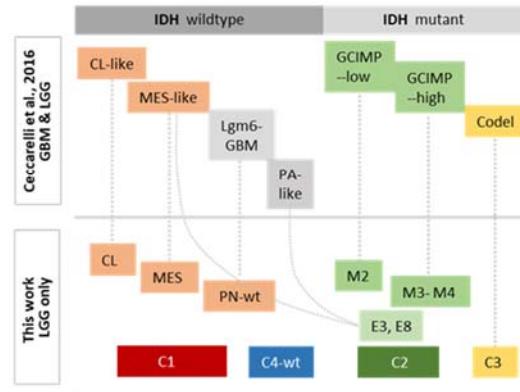 IDH wildtype
IDH mutant
Ceccarelli et al., 2016
GBM & LGG
CL-like
MES-like
Lgm6-
GBM
PA-
like
GCIMP
--low
GCIMP
--high
Codel
This work
LGG only
CL
MES
PN-wt
M2
M3- M4
E3, E8
C1
C4-wt
C2
C3